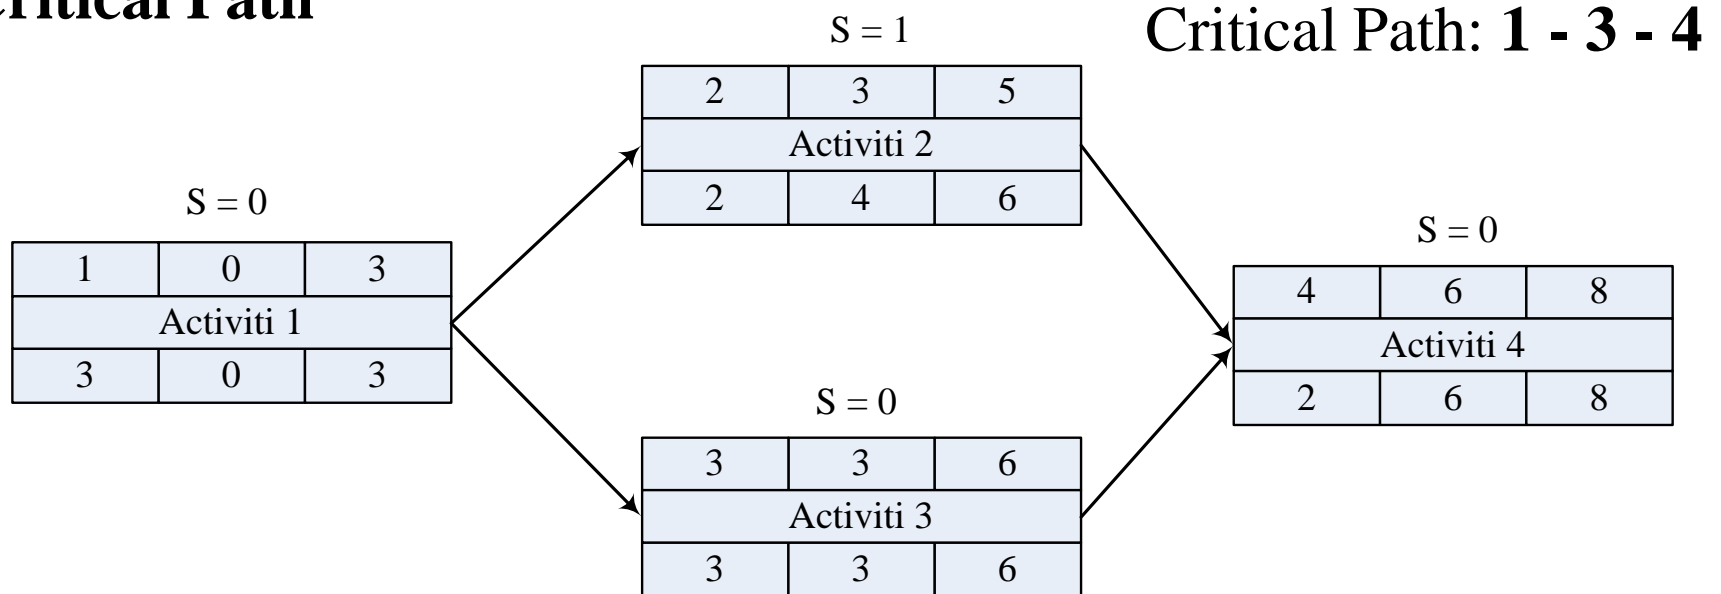 Critical Path
Critical Path: 1 - 3 - 4
S = 1
2 3 5
Activiti 2
2 4 6
S = 0
1 0 3
Activiti 1
3 0 3
S = 0
3 3 6
Activiti 3
3 3 6
S = 0
4 6 8
Activiti 4
2 6 8